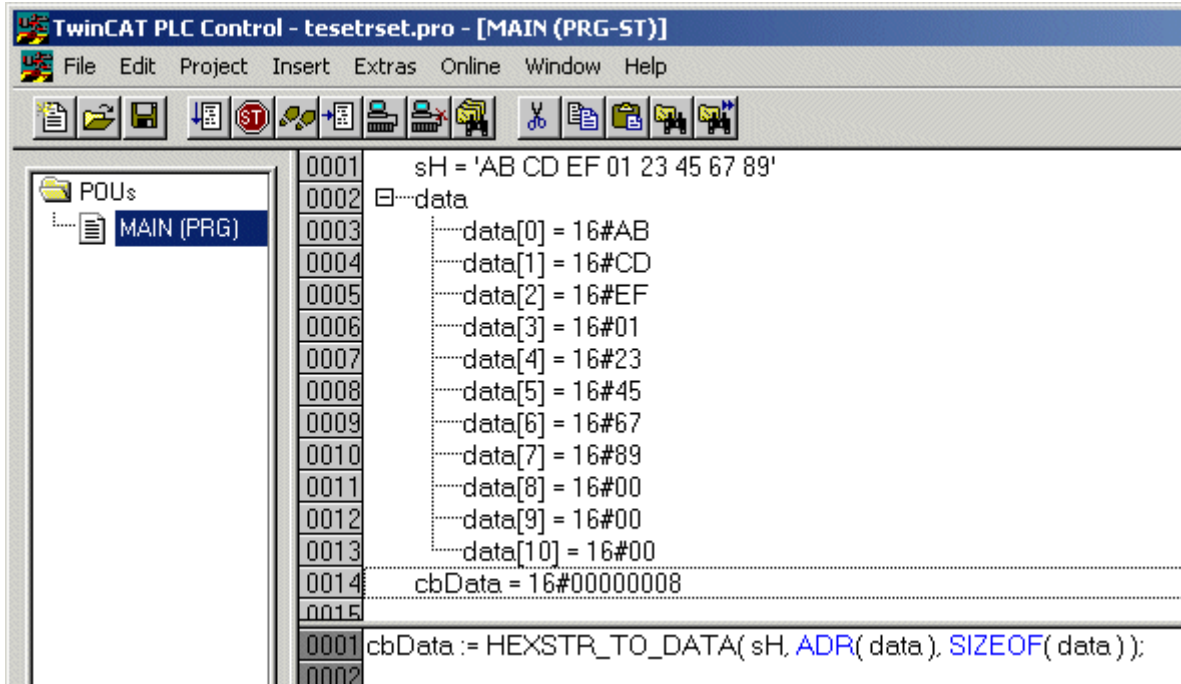 TwinCAT PLC Control - tesetrset.pro - [MAIN (PRG-ST)]
File Edit Project Insert Extras Online Window Help
ST
POUs
MAIN (PRG)
0001 sH = 'AB CD EF 01 23 45 67 89'
0002 data
0003 data[0] = 16#AB
0004 data[1] = 16#CD
0005 data[2] = 16#EF
0006 data[3] = 16#01
0007 data[4] = 16#23
0008 data[5] = 16#45
0009 data[6] = 16#67
0010 data[7] = 16#89
0011 data[8] = 16#00
0012 data[9] = 16#00
0013 data[10] = 16#00
0014 cbData = 16#00000008
0015
0001 cbData := HEXSTR_TO_DATA( sH, ADR( data ), SIZEOF( data ) );
0002